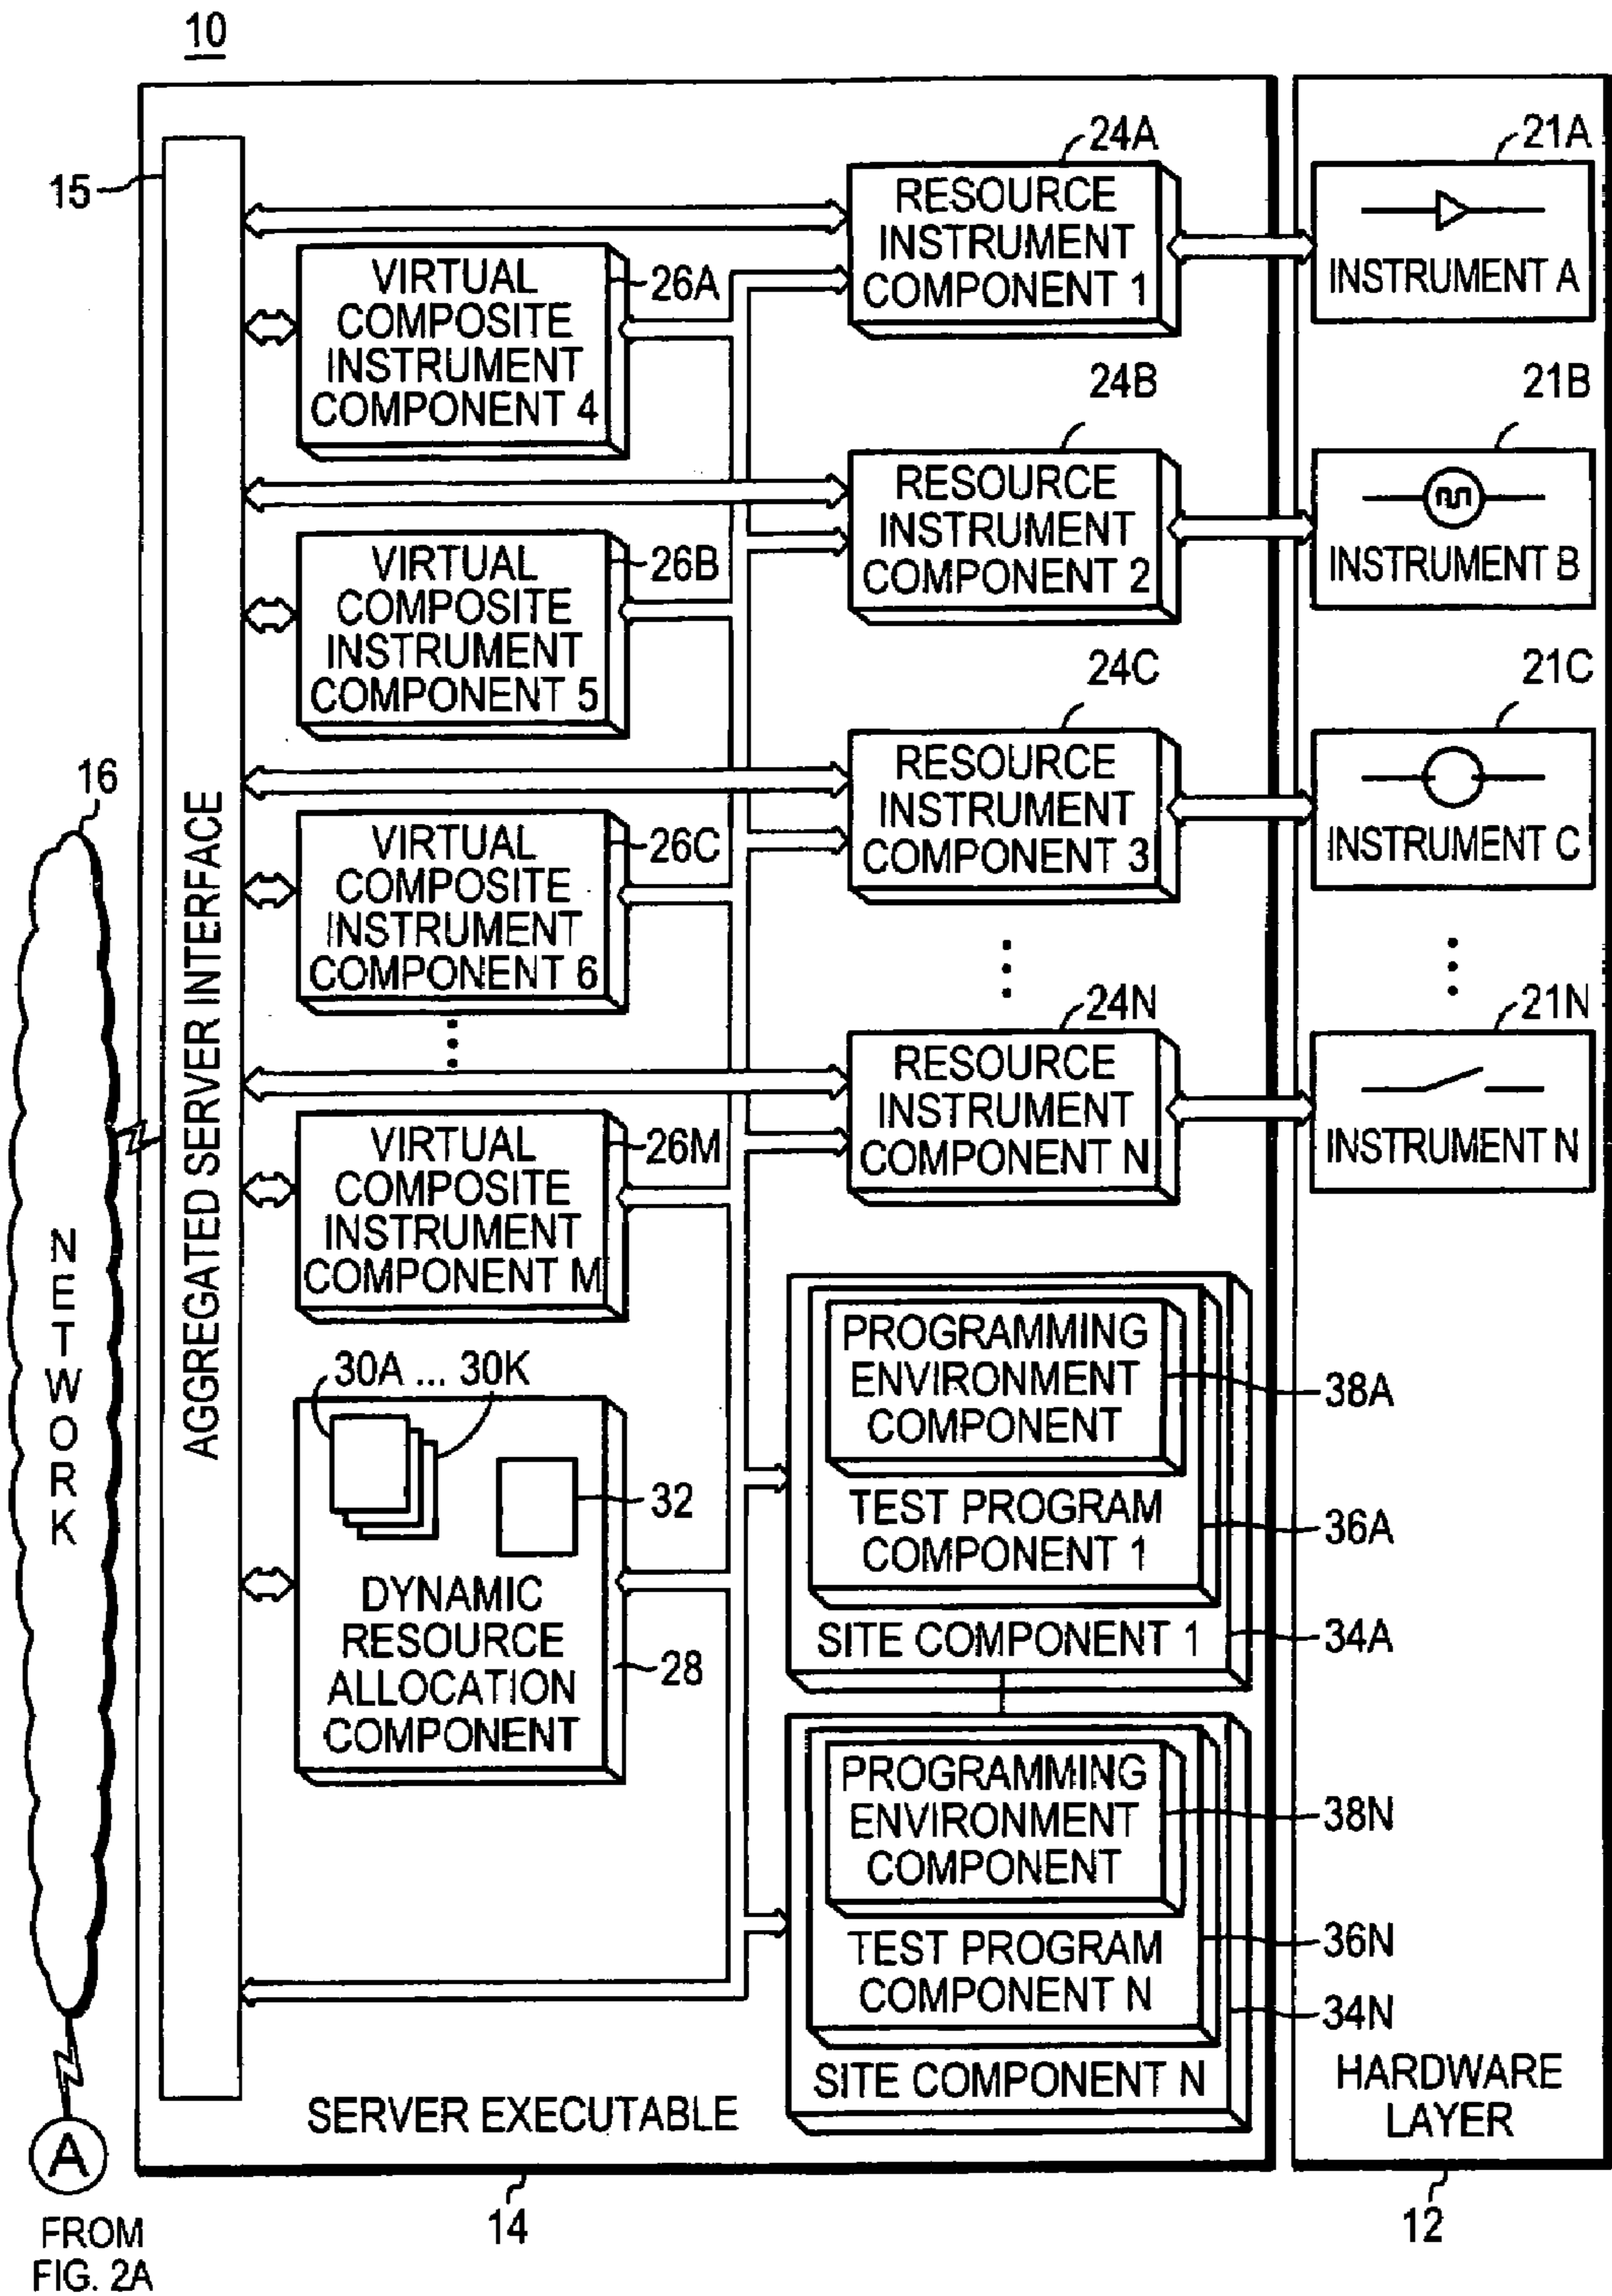 10
15
16
NETWORK
A
FROM
FIG. 2A
AGGREGATED SERVER INTERFACE
VIRTUAL
COMPOSITE
INSTRUMENT
COMPONENT 4
26A
VIRTUAL
COMPOSITE
INSTRUMENT
COMPONENT 5
26B
VIRTUAL
COMPOSITE
INSTRUMENT
COMPONENT 6
26C
VIRTUAL
COMPOSITE
INSTRUMENT
COMPONENT M
26M
30A ... 30K
32
DYNAMIC
RESOURCE
ALLOCATION
COMPONENT
28
24A
RESOURCE
INSTRUMENT
COMPONENT 1
24B
RESOURCE
INSTRUMENT
COMPONENT 2
24C
RESOURCE
INSTRUMENT
COMPONENT 3
24N
RESOURCE
INSTRUMENT
COMPONENT N
PROGRAMMING
ENVIRONMENT
COMPONENT
38A
TEST PROGRAM
COMPONENT 1
36A
SITE COMPONENT 1
34A
PROGRAMMING
ENVIRONMENT
COMPONENT
38N
TEST PROGRAM
COMPONENT N
36N
34N
SITE COMPONENT N
SERVER EXECUTABLE
14
21A
INSTRUMENT A
21B
INSTRUMENT B
21C
INSTRUMENT C
21N
INSTRUMENT N
HARDWARE
LAYER
12